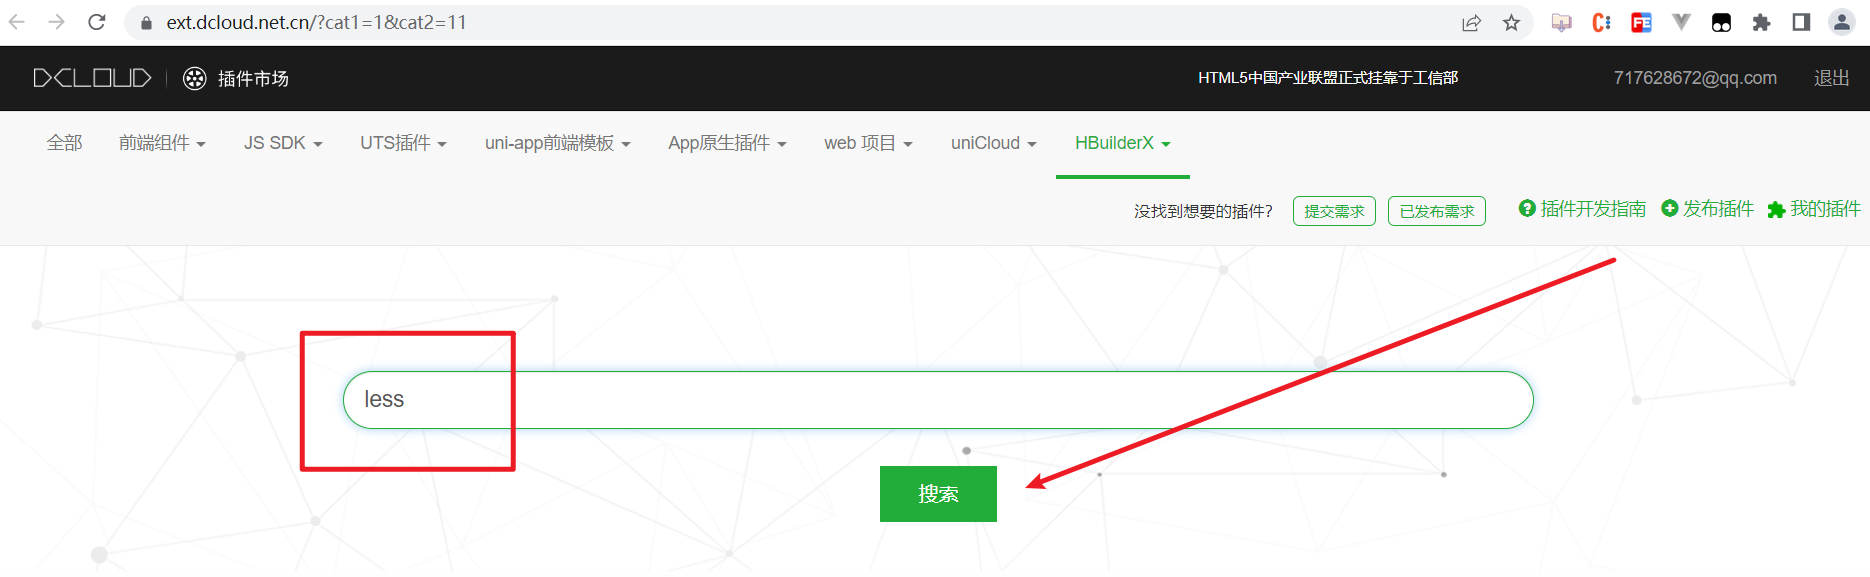 ext.dcloud.net.cn/?cat1=1&cat2=11
DCLOUD 插件市场 HTML5中国产业联盟正式挂靠于工信部 717628672@qq.com 退出
全部 前端组件 JS SDK UTS插件 uni-app前端模板 App原生插件 web 项目 uniCloud HBuilderX
没找到想要的插件? 提交需求 已发布需求 插件开发指南 发布插件 我的插件
less
搜索